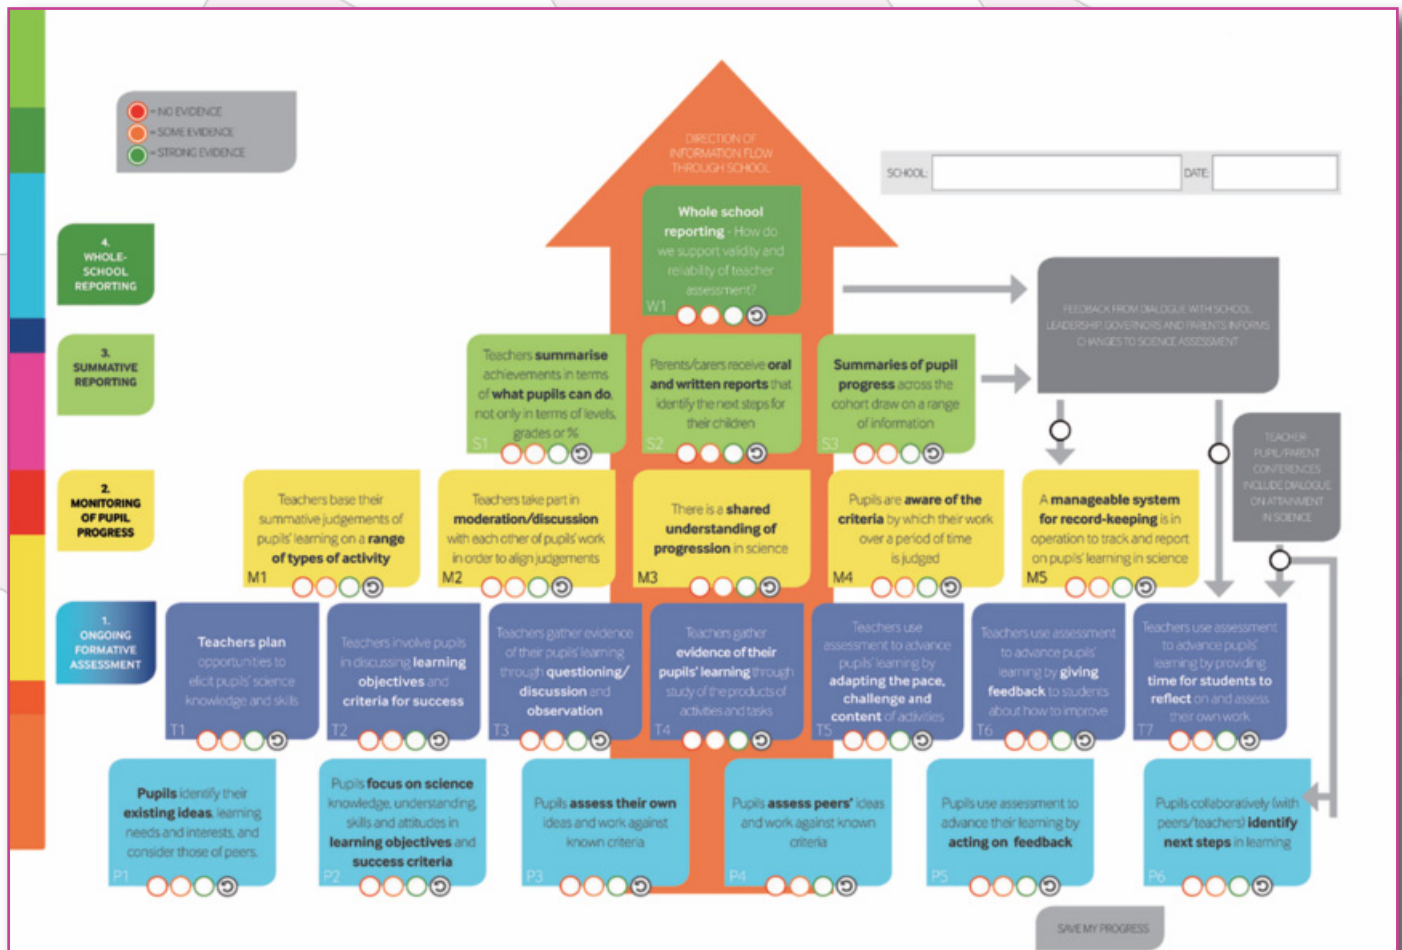 = NO EVIDENCE
= SOME EVIDENCE
= STRONG EVIDENCE
DIRECTION OF
INFORMATION FLOW
THROUGH SCHOOL
SCHOOL:
DATE:
4.
WHOLE-
SCHOOL
REPORTING
Whole school
reporting - How do
we support validity and
reliability of teacher
assessment?
W1
FEEDBACK FROM DIALOGUE WITH SCHOOL
LEADERSHIP, GOVERNORS AND PARENTS INFORMS
CHANGES TO SCIENCE ASSESSMENT
3.
SUMMATIVE
REPORTING
Teachers summarise
achievements in terms
of what pupils can do,
not only in terms of levels,
grades or %
S1
Parents/carers receive oral
and written reports that
identify the next steps for
their children
S2
Summaries of pupil
progress across the
cohort draw on a range
of information
S3
TEACHER
PUPIL/PARENT
CONFERENCES
INCLUDE DIALOGUE
ON ATTAINMENT
IN SCIENCE
2.
MONITORING
OF PUPIL
PROGRESS
Teachers base their
summative judgements of
pupils' learning on a range
of types of activity
M1
Teachers take part in
moderation/discussion
with each other of pupils' work
in order to align judgements
M2
There is a shared
understanding of
progression in science
M3
Pupils are aware of the
criteria by which their work
over a period of time
is judged
M4
A manageable system
for record-keeping is in
operation to track and report
on pupils' learning in science
M5
1.
ONGOING
FORMATIVE
ASSESSMENT
Teachers plan
opportunities to
elicit pupils' science
knowledge and skills
T1
Teachers involve pupils
in discussing learning
objectives and
criteria for success
T2
Teachers gather evidence
of their pupils' learning
through questioning/
discussion and
observation
T3
Teachers gather
evidence of their
pupils' learning through
study of the products of
activities and tasks
T4
Teachers use
assessment to advance
pupils' learning by
adapting the pace,
challenge and
content of activities
T5
Teachers use assessment
to advance pupils'
learning by giving
feedback to students
about how to improve
T6
Teachers use assessment
to advance pupils'
learning by providing
time for students to
reflect on and assess
their own work
T7
Pupils identify their
existing ideas, learning
needs and interests, and
consider those of peers.
P1
Pupils focus on science
knowledge, understanding,
skills and attitudes in
learning objectives and
success criteria
P2
Pupils assess their own
ideas and work against
known criteria
P3
Pupils assess peers' ideas
and work against known
criteria
P4
Pupils use assessment to
advance their learning by
acting on feedback
P5
Pupils collaboratively (with
peers/teachers) identify
next steps in learning
P6
SAVE MY PROGRESS